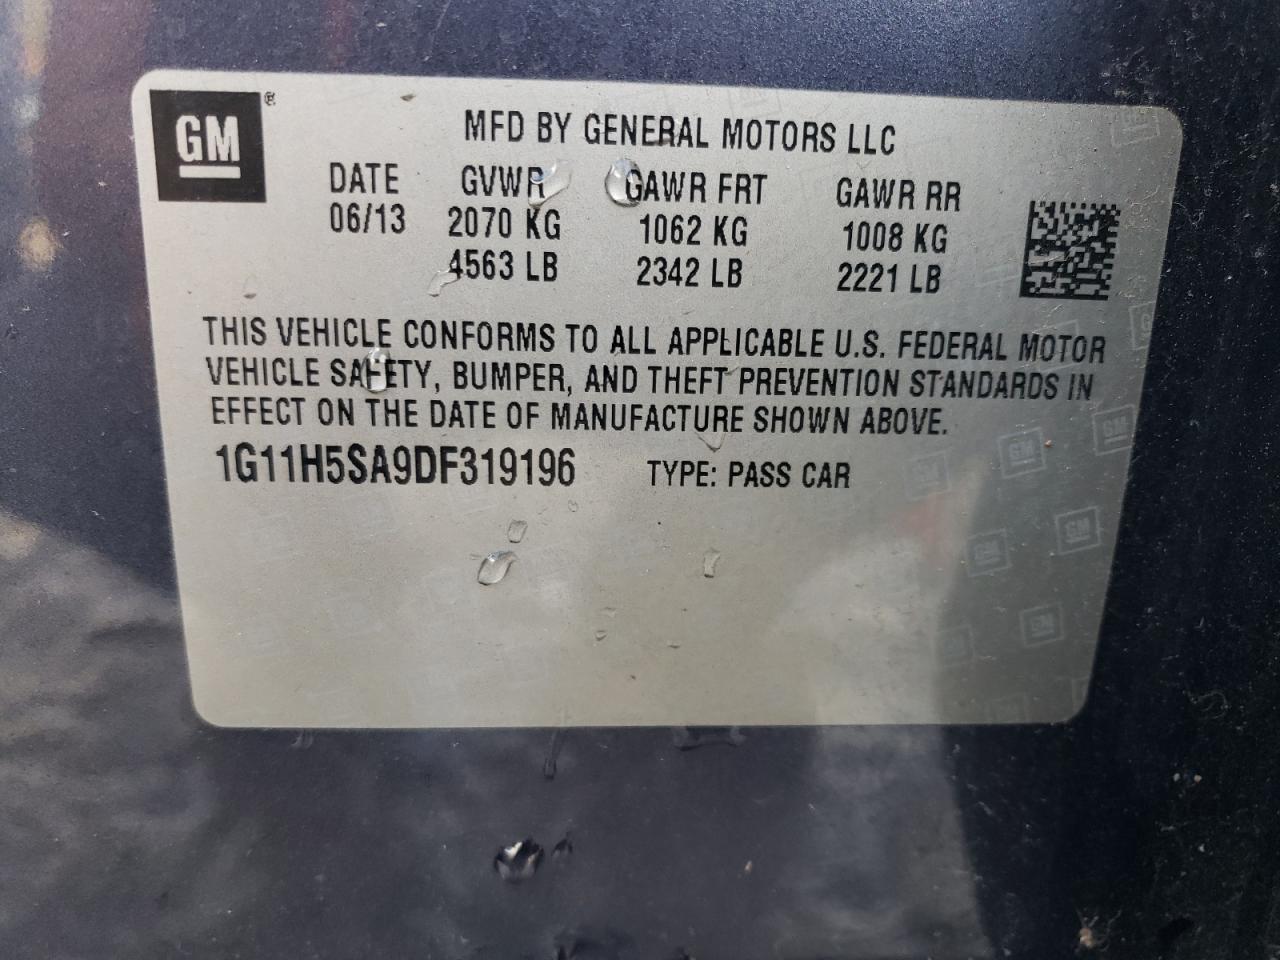 GM ®
MFD BY GENERAL MOTORS LLC
DATE GVWR GAWR FRT GAWR RR
06/13 2070 KG 1062 KG 1008 KG
4563 LB 2342 LB 2221 LB
THIS VEHICLE CONFORMS TO ALL APPLICABLE U.S. FEDERAL MOTOR
VEHICLE SAFETY, BUMPER, AND THEFT PREVENTION STANDARDS IN
EFFECT ON THE DATE OF MANUFACTURE SHOWN ABOVE.
1G11H5SA9DF319196 TYPE: PASS CAR